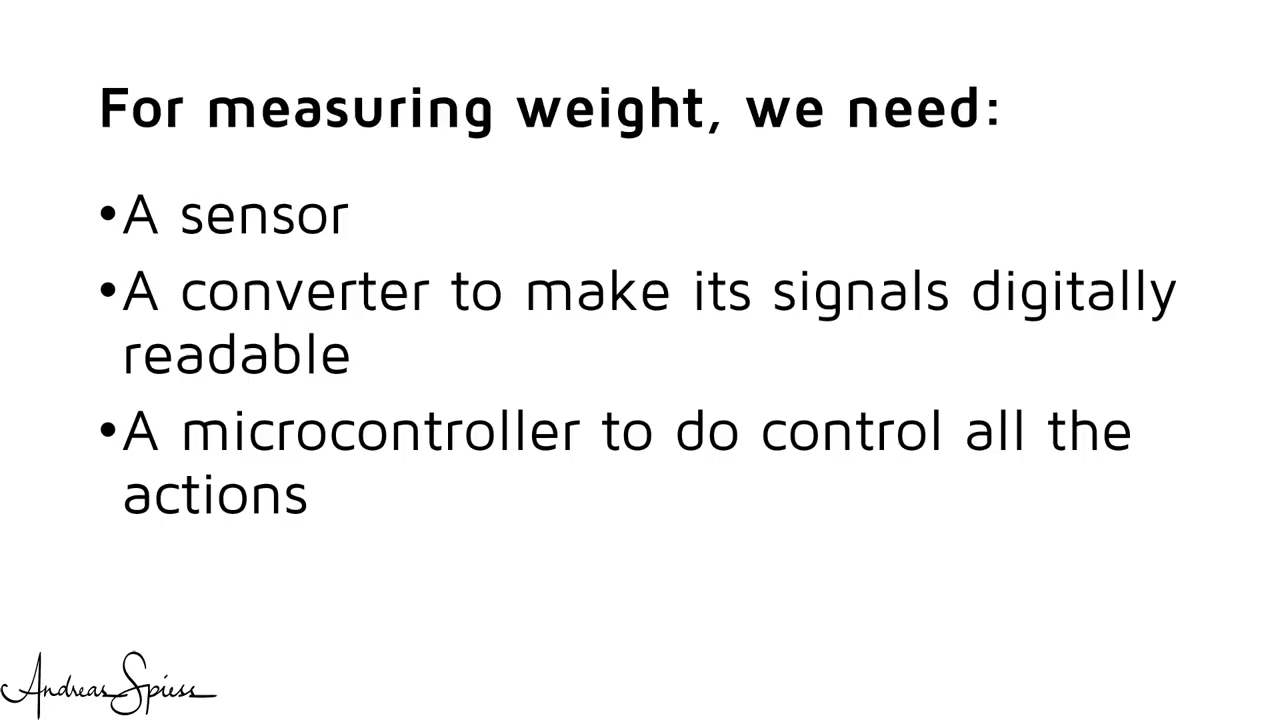 For measuring weight, we need:
•A sensor
•A converter to make its signals digitally
readable
•A microcontroller to do control all the
actions
Andreas Spiess